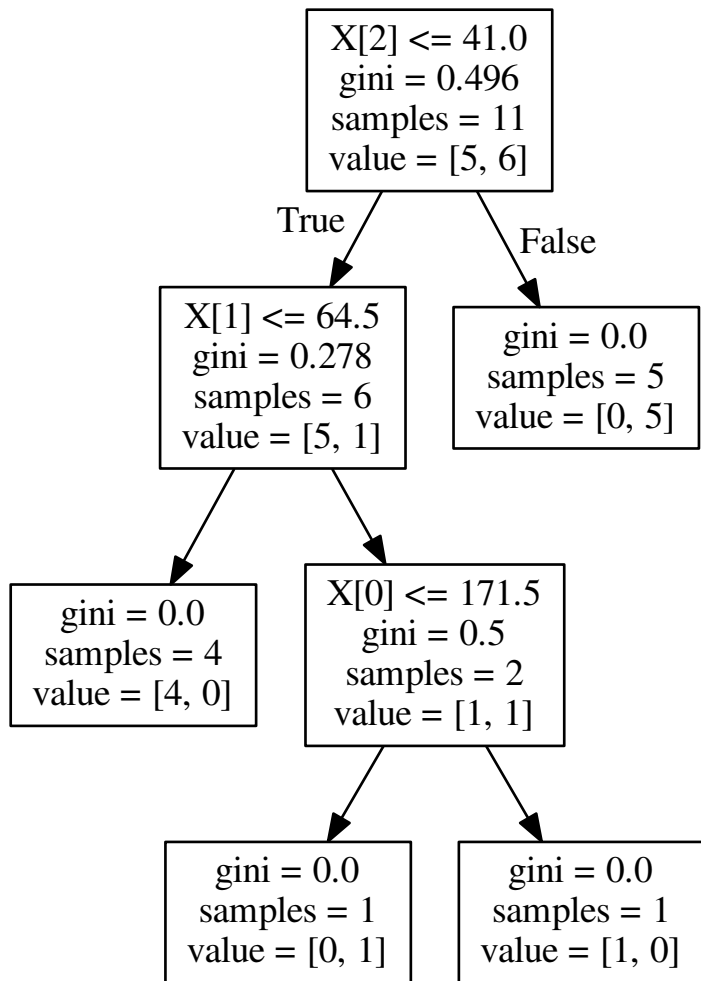 X[2] <= 41.0
gini = 0.496
samples = 11
value = [5, 6]
True
False
X[1] <= 64.5
gini = 0.278
samples = 6
value = [5, 1]
gini = 0.0
samples = 5
value = [0, 5]
gini = 0.0
samples = 4
value = [4, 0]
X[0] <= 171.5
gini = 0.5
samples = 2
value = [1, 1]
gini = 0.0
samples = 1
value = [0, 1]
gini = 0.0
samples = 1
value = [1, 0]